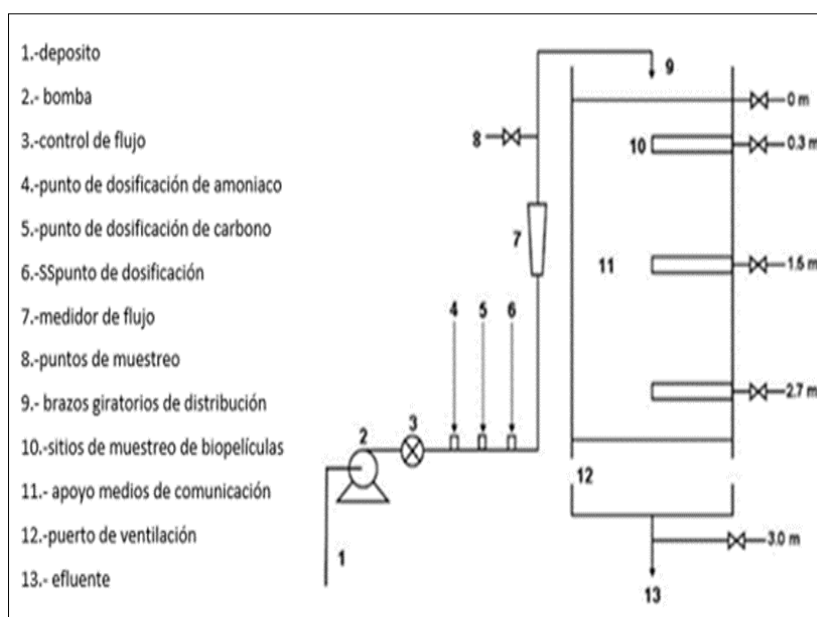 1.-deposito
2.- bomba
3.-control de flujo
4.-punto de dosificación de amoniaco
5.-punto de dosificación de carbono
6.-SSpunto de dosificación
7.-medidor de flujo
8.-puntos de muestreo
9.- brazos giratorios de distribución
10.-sitios de muestreo de biopelículas
11.- apoyo medios de comunicación
12.-puerto de ventilación
13.- efluente
9
0 m
8
10
0.3 m
7
11
1.5 m
4 5 6
2.7 m
2
3
12
1
3.0 m
13